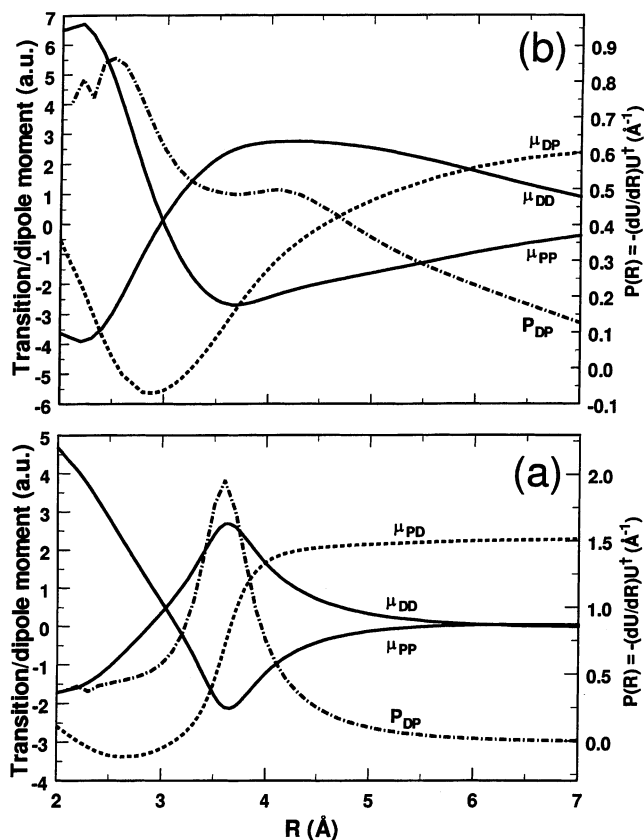 (b)
Transition/dipole moment (a.u.)
7
6
5
4
3
2
1
0
-1
-2
-3
-4
-5
-6
μDP
μDD
μPP
PDP
0.9
0.8
0.7
0.6
0.5
0.4
0.3
0.2
0.1
0.0
-0.1
P(R) = -(dU/dR)U† (Å-1)
(a)
Transition/dipole moment (a.u.)
5
4
3
2
1
0
-1
-2
-3
-4
μPD
μDD
μPP
PDP
2.0
1.5
1.0
0.5
0.0
P(R) = -(dU/dR)U† (Å-1)
2 3 4 5 6 7
R (Å)